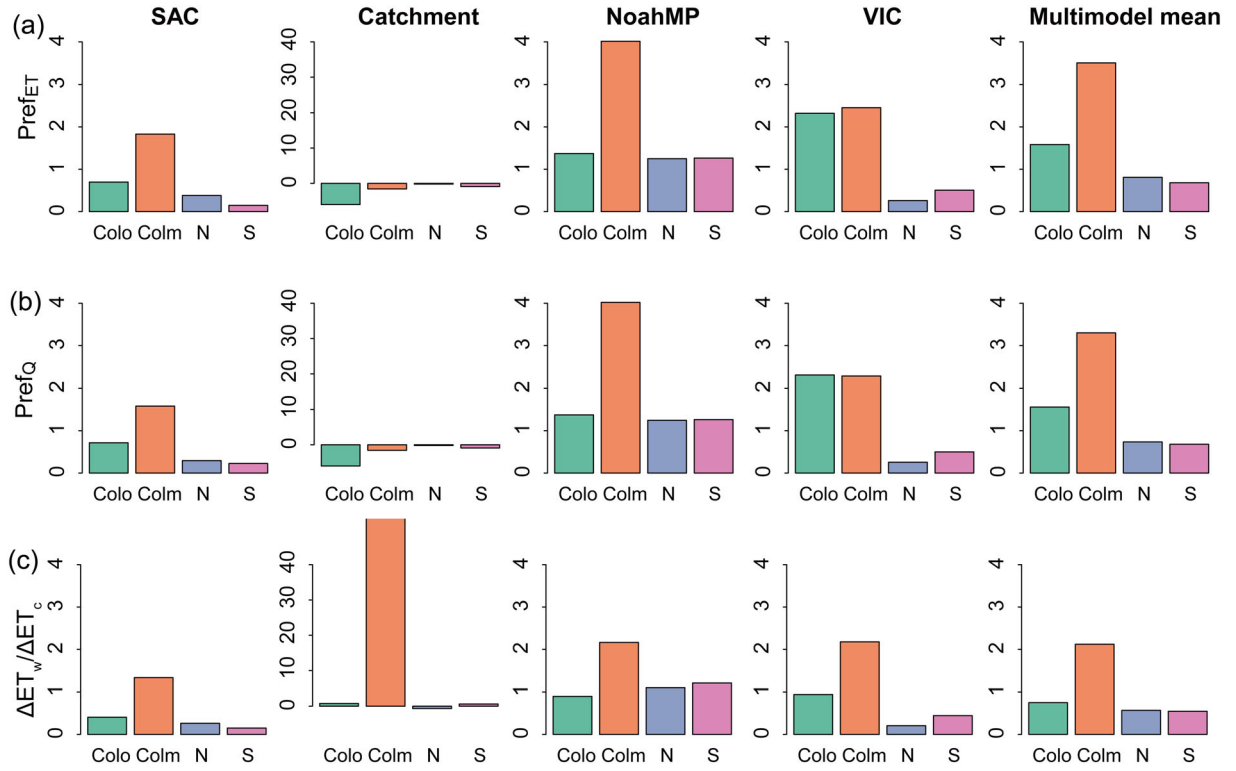 (a) SAC Catchment NoahMP VIC Multimodel mean
PrefET 0 1 2 3 4 0 10 20 30 40 0 1 2 3 4 0 1 2 3 4 0 1 2 3 4
Colo Colm N S Colo Colm N S Colo Colm N S Colo Colm N S Colo Colm N S
(b)
PrefQ 0 1 2 3 4 0 10 20 30 40 0 1 2 3 4 0 1 2 3 4 0 1 2 3 4
Colo Colm N S Colo Colm N S Colo Colm N S Colo Colm N S Colo Colm N S
(c)
ΔETw/ΔETc 0 1 2 3 4 0 10 20 30 40 0 1 2 3 4 0 1 2 3 4 0 1 2 3 4
Colo Colm N S Colo Colm N S Colo Colm N S Colo Colm N S Colo Colm N S